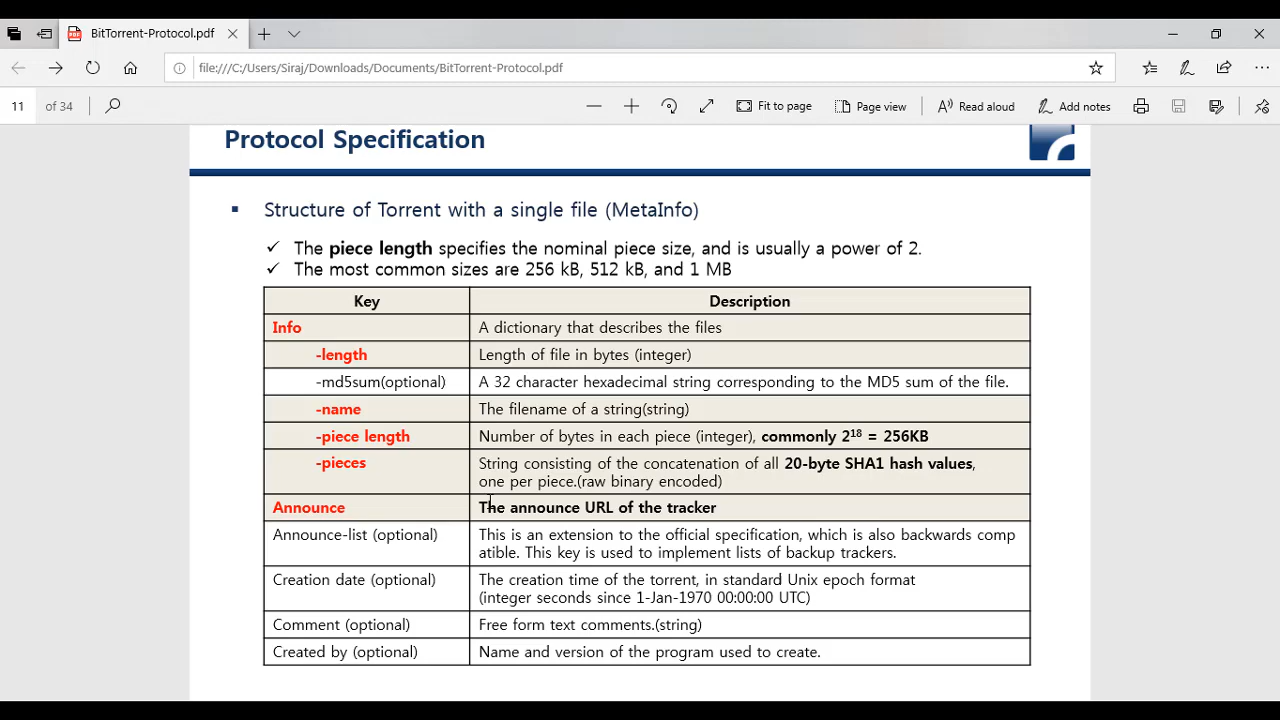 BitTorrent-Protocol.pdf
file:///C:/Users/Siraj/Downloads/Documents/BitTorrent-Protocol.pdf
11 of 34 Fit to page Page view Read aloud Add notes
Protocol Specification
▪ Structure of Torrent with a single file (MetaInfo)
✓ The piece length specifies the nominal piece size, and is usually a power of 2.
✓ The most common sizes are 256 kB, 512 kB, and 1 MB
Key Description
Info A dictionary that describes the files
-length Length of file in bytes (integer)
-md5sum(optional) A 32 character hexadecimal string corresponding to the MD5 sum of the file.
-name The filename of a string(string)
-piece length Number of bytes in each piece (integer), commonly 2¹⁸ = 256KB
-pieces String consisting of the concatenation of all 20-byte SHA1 hash values,
one per piece.(raw binary encoded)
Announce The announce URL of the tracker
Announce-list (optional) This is an extension to the official specification, which is also backwards comp
atible. This key is used to implement lists of backup trackers.
Creation date (optional) The creation time of the torrent, in standard Unix epoch format
(integer seconds since 1-Jan-1970 00:00:00 UTC)
Comment (optional) Free form text comments.(string)
Created by (optional) Name and version of the program used to create.